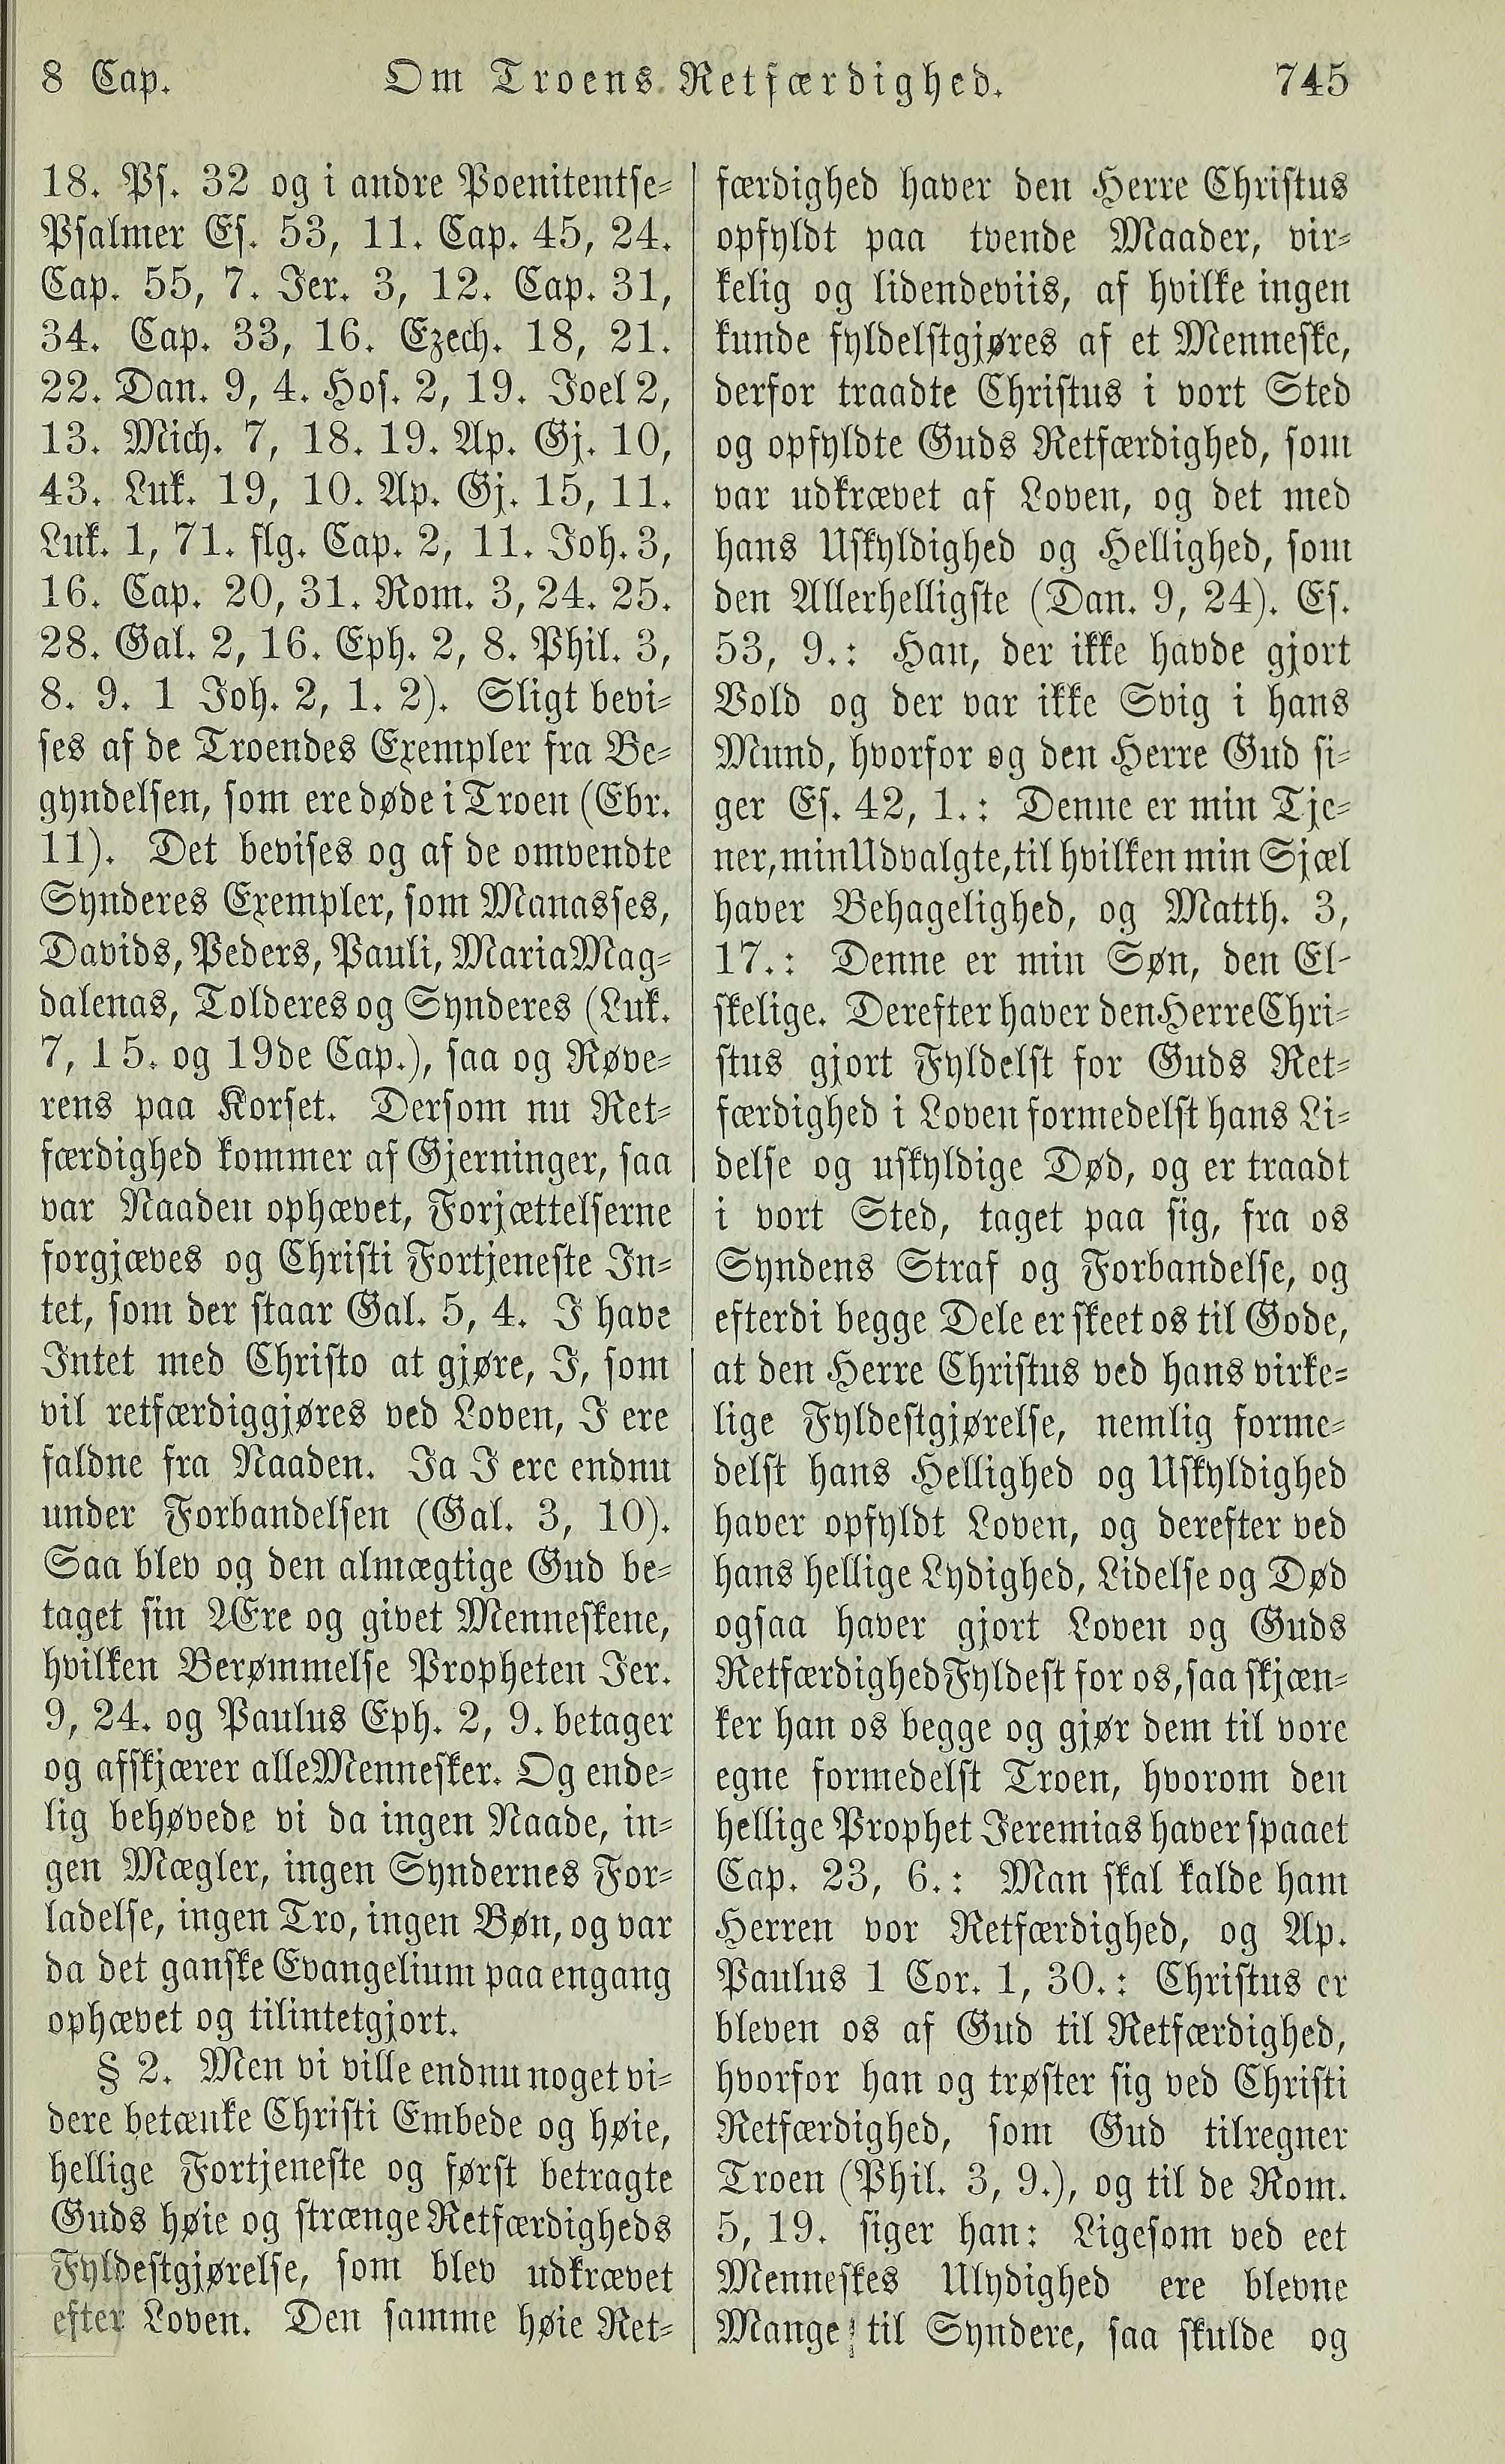 8 Cap. Om Troens Retfærdighed. 745
18. Ps. 32 og i andre Poenitentse-
Psalmer Es. 53, 11. Cap. 45, 24.
Cap. 55, 7. Jer. 3, 12. Cap. 31,
34. Cap. 33, 16. Ezech. 18, 21.
22. Dan. 9, 4. Hos. 2, 19. Joel 2,
13. Mich. 7, 18. 19. Ap. Gj. 10,
43. Luk. 19, 10. Ap. Gj. 15, 11.
Luk. 1, 71. flg. Cap. 2, 11. Joh. 3,
16. Cap. 20, 31. Rom. 3, 24. 25.
28. Gal. 2, 16. Eph. 2, 8. Phil. 3,
8. 9. 1 Joh. 2, 1. 2). Sligt bevi-
ses af de Troendes Exempler fra Be-
gyndelsen, som ere døde i Troen (Ebr.
11). Det bevises og af de omvendte
Synderes Exempler, som Manasses,
Davids, Peders, Pauli, Maria Mag-
dalenas, Tolderes og Synderes (Luk.
7, 15. og 19de Cap.), saa og Røve-
rens paa Korset. Dersom nu Ret-
færdighed kommer af Gjerninger, saa
var Naaden ophævet, Forjættelserne
forgjæves og Christi Fortjeneste In-
tet, som der staar Gal. 5, 4. I have
Intet med Christo at gjøre, I, som
vil retfærdiggjøres ved Loven, I ere
faldne fra Naaden. Ja I ere endnu
under Forbandelsen (Gal. 3, 10).
Saa blev og den almægtige Gud be-
taget sin Ære og givet Menneskene,
hvilken Berømmelse Propheten Jer.
9, 24. og Paulus Eph. 2, 9. betager
og afskjærer alle Mennesker. Og ende-
lig behøvede vi da ingen Naade, in-
gen Mægler, ingen Syndernes For-
ladelse, ingen Tro, ingen Bøn, og var
da det ganske Evangelium paa engang
ophævet og tilintetgjort.
§ 2. Men vi ville endnu noget vi-
dere betænke Christi Embede og høie,
hellige Fortjeneste og først betragte
Guds høie og strænge Retfærdigheds
Fyldestgjørelse, som blev udkrævet
efter Loven. Den samme høie Ret-
færdighed haver den Herre Christus
opfyldt paa tvende Maader, vir-
kelig og lidendeviis, af hvilke ingen
kunde fyldelstgjøres af et Menneske,
derfor traadte Christus i vort Sted
og opfyldte Guds Retfærdighed, som
var udkrævet af Loven, og det med
hans Uskyldighed og Hellighed, som
den Allerhelligste (Dan. 9, 24). Es.
53, 9.: Han, der ikke havde gjort
Vold og der var ikke Svig i hans
Mund, hvorfor og den Herre Gud si-
ger Es. 42, 1.: Denne er min Tje-
ner, min Udvalgte, til hvilken min Sjæl
haver Behagelighed, og Matth. 3,
17.: Denne er min Søn, den El-
skelige. Derefter haver den Herre Chri-
stus gjort Fyldelst for Guds Ret-
færdighed i Loven formedelst hans Li-
delse og uskyldige Død, og er traadt
i vort Sted, taget paa sig, fra os
Syndens Straf og Forbandelse, og
efterdi begge Dele er skeet os til Gode,
at den Herre Christus ved hans virke-
lige Fyldestgjørelse, nemlig forme-
delst hans Hellighed og Uskyldighed
haver opfyldt Loven, og derefter ved
hans hellige Lydighed, Lidelse og Død
ogsaa haver gjort Loven og Guds
Retfærdighed Fyldest for os, saa skjæn-
ker han os begge og gjør dem til vore
egne formedelst Troen, hvorom den
hellige Prophet Jeremias haver spaaet
Cap. 23, 6.: Man skal kalde ham
Herren vor Retfærdighed, og Ap.
Paulus 1 Cor. 1, 30.: Christus er
bleven os af Gud til Retfærdighed,
hvorfor han og trøster sig ved Christi
Retfærdighed, som Gud tilregner
Troen (Phil. 3, 9.), og til de Rom.
5, 19. siger han: Ligesom ved eet
Menneskes Ulydighed ere blevne
Mange til Syndere, saa skulde og